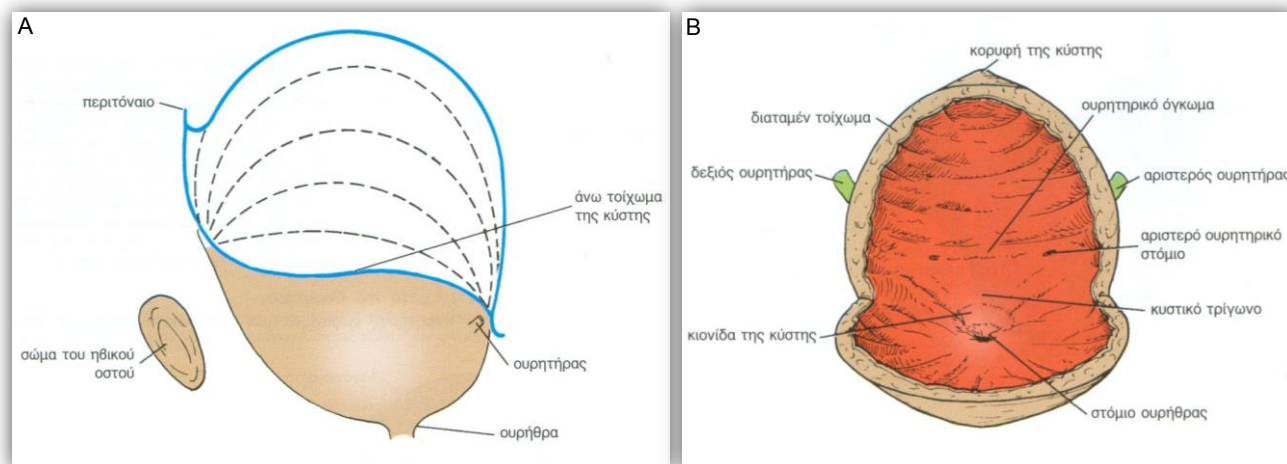 A
περιτόναιο
άνω τοίχωμα
της κύστης
σώμα του ηβικού
οστού
ουρητήρας
ουρήθρα
B
κορυφή της κύστης
ουρητηρικό όγκωμα
διαταμέν τοίχωμα
δεξιός ουρητήρας
αριστερός ουρητήρας
αριστερό ουρητηρικό
στόμιο
κυστικό τρίγωνο
κιονίδα της κύστης
στόμιο ουρήθρας